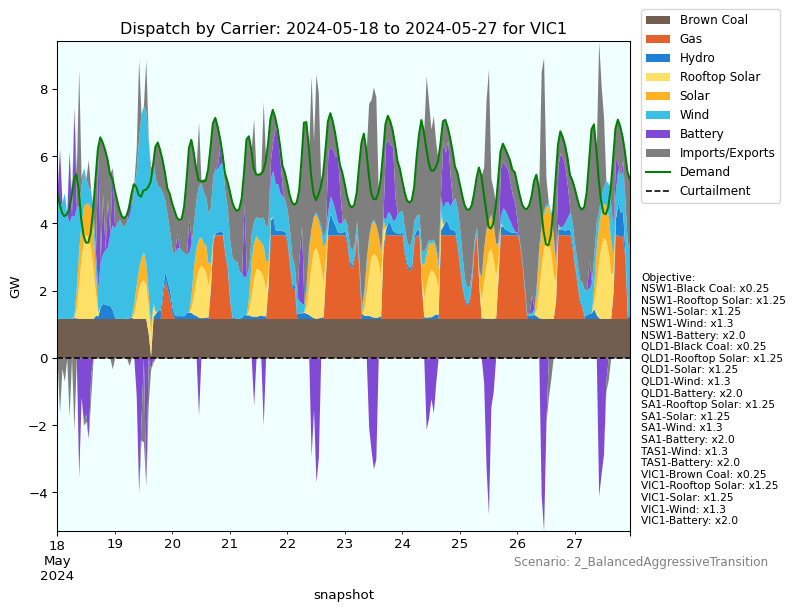 Dispatch by Carrier: 2024-05-18 to 2024-05-27 for VIC1
Brown Coal
Gas
Hydro
Rooftop Solar
Solar
Wind
Battery
Imports/Exports
Demand
Curtailment
8
6
4
2
0
−2
−4
GW
Objective:
NSW1-Black Coal: x0.25
NSW1-Rooftop Solar: x1.25
NSW1-Solar: x1.25
NSW1-Wind: x1.3
NSW1-Battery: x2.0
QLD1-Black Coal: x0.25
QLD1-Rooftop Solar: x1.25
QLD1-Solar: x1.25
QLD1-Wind: x1.3
QLD1-Battery: x2.0
SA1-Rooftop Solar: x1.25
SA1-Solar: x1.25
SA1-Wind: x1.3
SA1-Battery: x2.0
TAS1-Wind: x1.3
TAS1-Battery: x2.0
VIC1-Brown Coal: x0.25
VIC1-Rooftop Solar: x1.25
VIC1-Solar: x1.25
VIC1-Wind: x1.3
VIC1-Battery: x2.0
18 19 20 21 22 23 24 25 26 27
May
2024
Scenario: 2_BalancedAggressiveTransition
snapshot